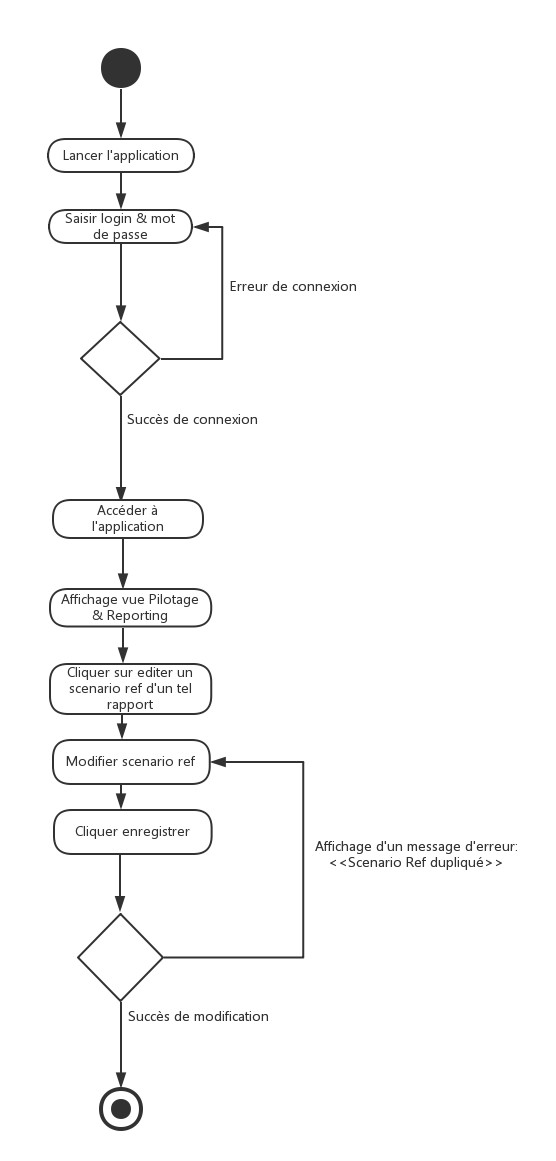 Lancer l'application
Saisir login & mot
de passe
Erreur de connexion
Succès de connexion
Accéder à
l'application
Affichage vue Pilotage
& Reporting
Cliquer sur editer un
scenario ref d'un tel
rapport
Modifier scenario ref
Cliquer enregistrer
Affichage d'un message d'erreur:
<<Scenario Ref dupliqué>>
Succès de modification